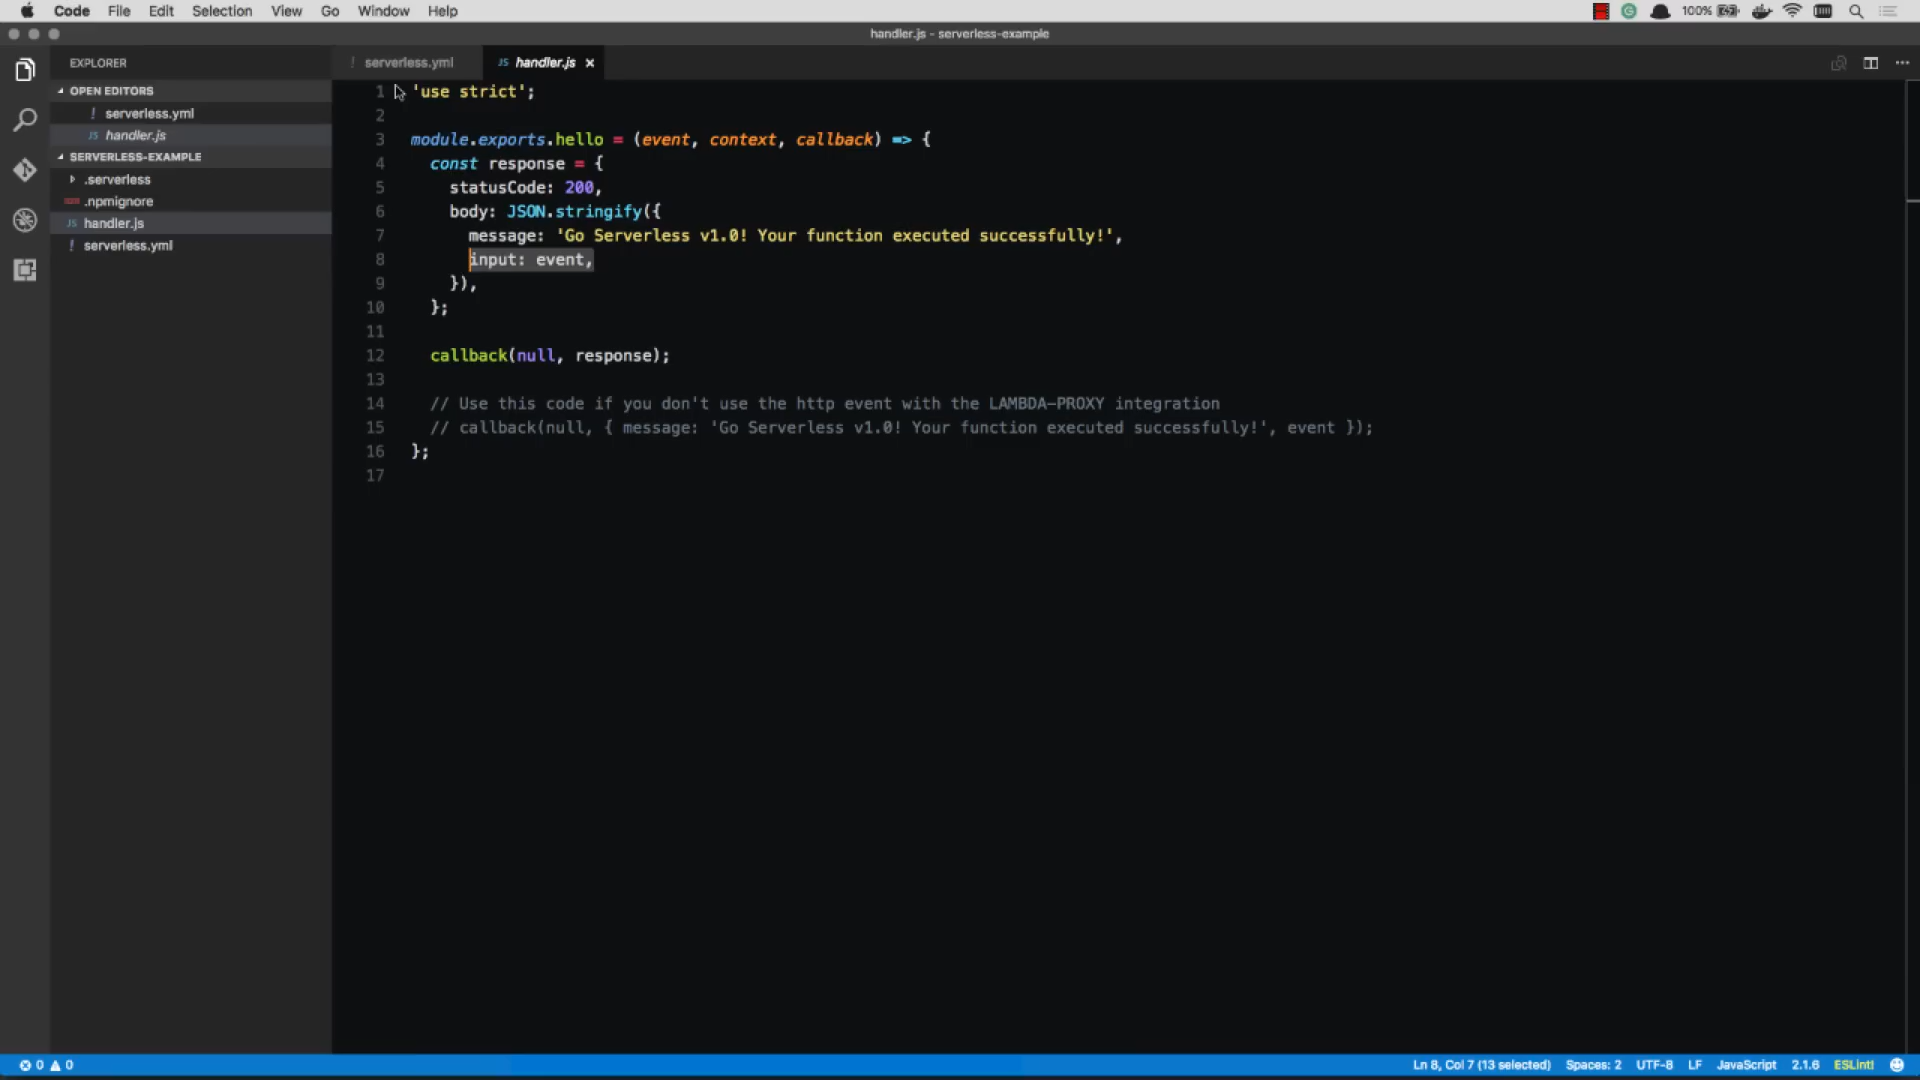 Code File Edit Selection View Go Window Help 100%
handler.js - serverless-example
EXPLORER
OPEN EDITORS
! serverless.yml
JS handler.js
SERVERLESS-EXAMPLE
.serverless
.npmignore
JS handler.js
! serverless.yml
! serverless.yml JS handler.js ×
1 'use strict';
2
3 module.exports.hello = (event, context, callback) => {
4 const response = {
5 statusCode: 200,
6 body: JSON.stringify({
7 message: 'Go Serverless v1.0! Your function executed successfully!',
8 input: event,
9 }),
10 };
11
12 callback(null, response);
13
14 // Use this code if you don't use the http event with the LAMBDA-PROXY integration
15 // callback(null, { message: 'Go Serverless v1.0! Your function executed successfully!', event });
16 };
17
0 0 Ln 8, Col 7 (13 selected) Spaces: 2 UTF-8 LF JavaScript 2.1.6 ESLint!